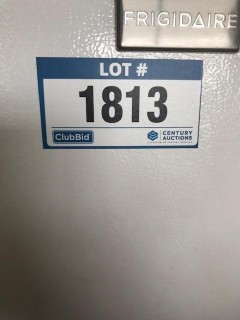 FRIGIDAIRE
LOT #
1813
ClubBid
CENTURY
AUCTIONS